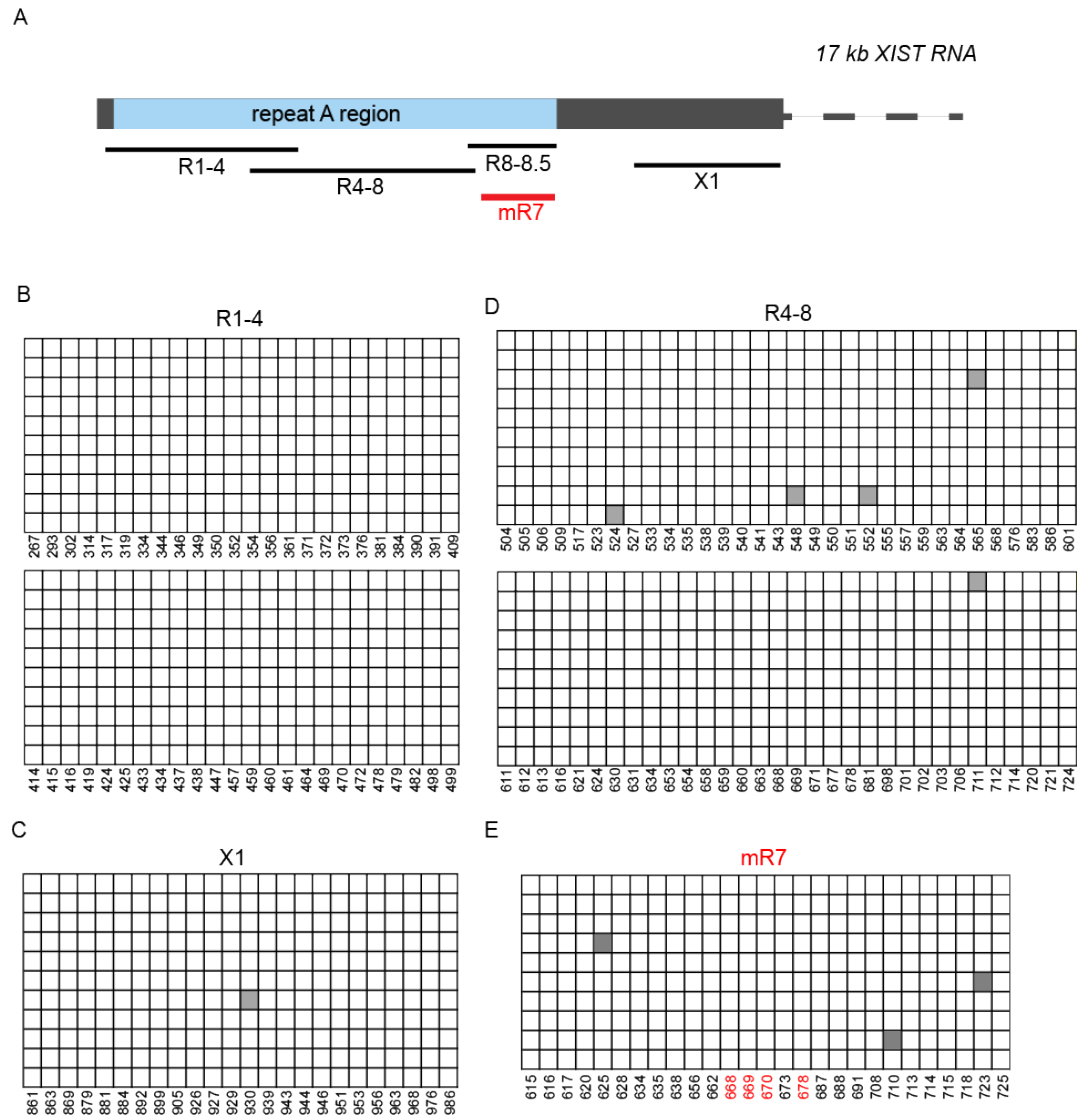 A
17 kb XIST RNA
repeat A region
R1-4
R4-8
R8-8.5
mR7
X1
B
R1-4
267 293 302 314 317 319 334 344 346 349 350 352 354 356 361 371 372 373 376 381 384 390 391 409
414 415 416 419 424 425 433 434 437 438 447 457 459 460 461 464 469 470 472 478 479 482 498 499
D
R4-8
504 505 506 509 517 523 524 527 533 534 535 538 539 540 541 543 548 549 550 551 552 555 557 559 563 564 565 568 576 583 586 601
611 612 613 616 621 624 630 631 634 653 654 658 659 660 663 668 669 671 677 678 681 698 701 702 703 706 711 712 714 720 721 724
C
X1
861 863 869 879 881 884 892 899 905 926 927 929 930 939 943 944 946 951 953 956 963 968 976 986
E
mR7
615 616 617 620 625 628 634 635 638 656 662 668 669 670 673 678 687 688 691 708 710 713 714 715 718 723 725